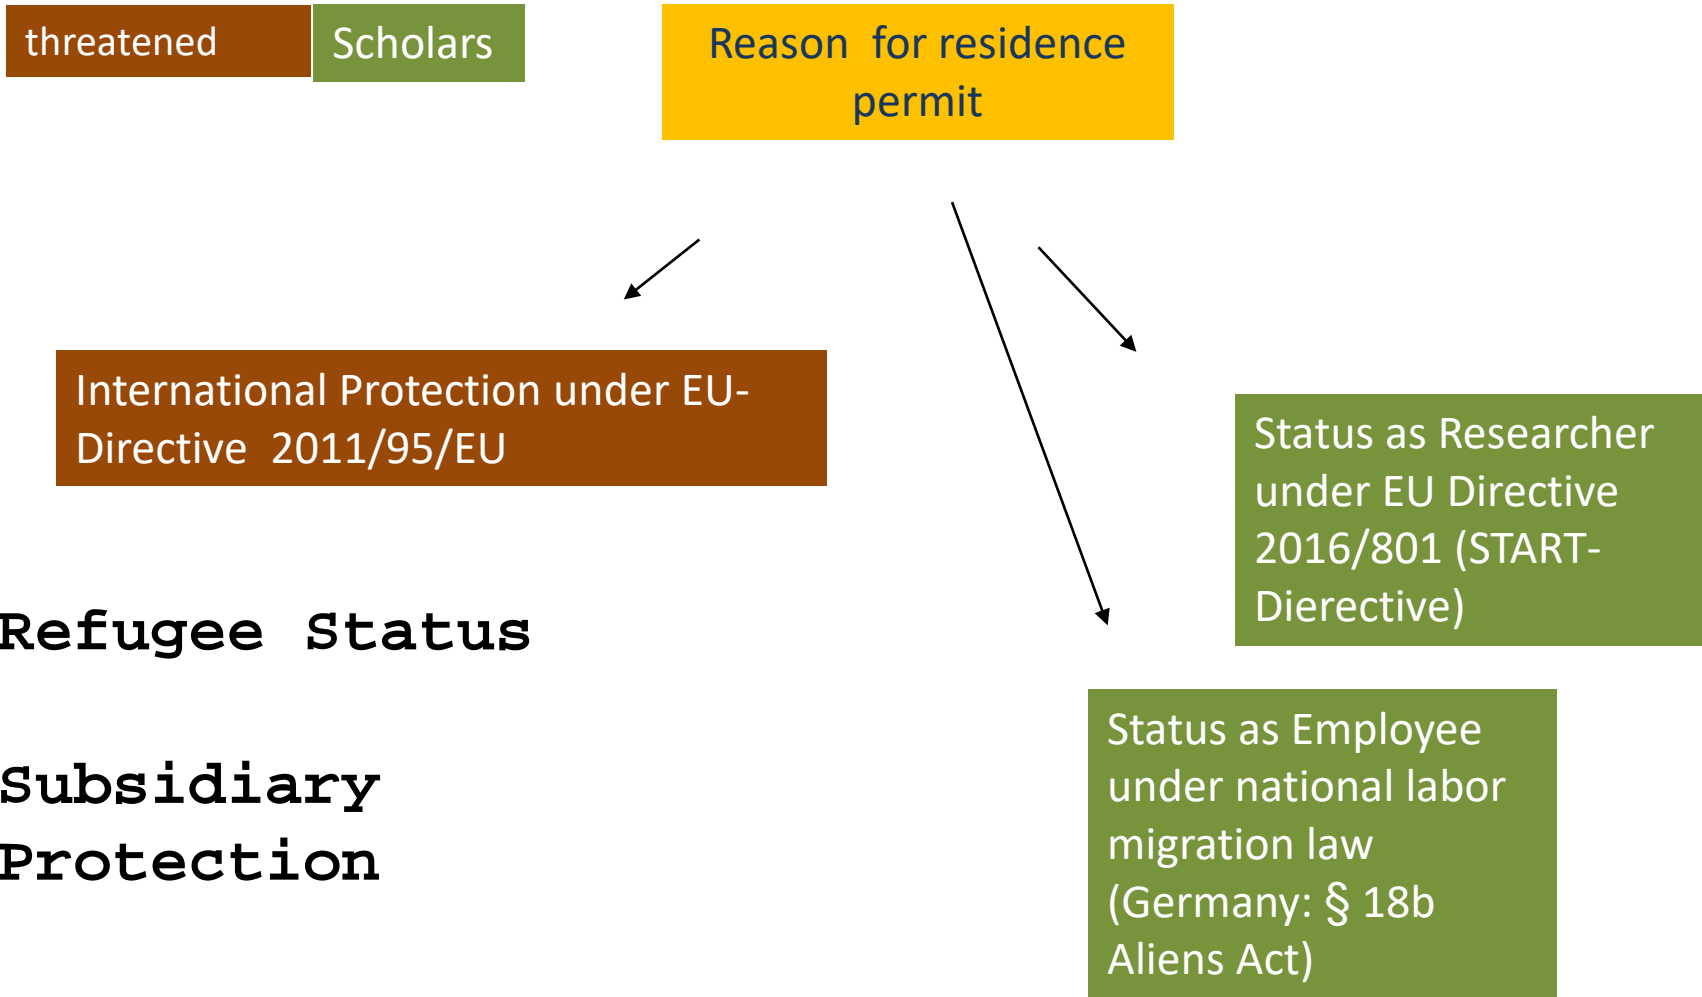 threatened
Scholars
Reason for residence
permit
International Protection under EU-
Directive 2011/95/EU
Status as Researcher
under EU Directive
2016/801 (START-
Dierective)
Refugee Status
Subsidiary
Protection
Status as Employee
under national labor
migration law
(Germany: § 18b
Aliens Act)